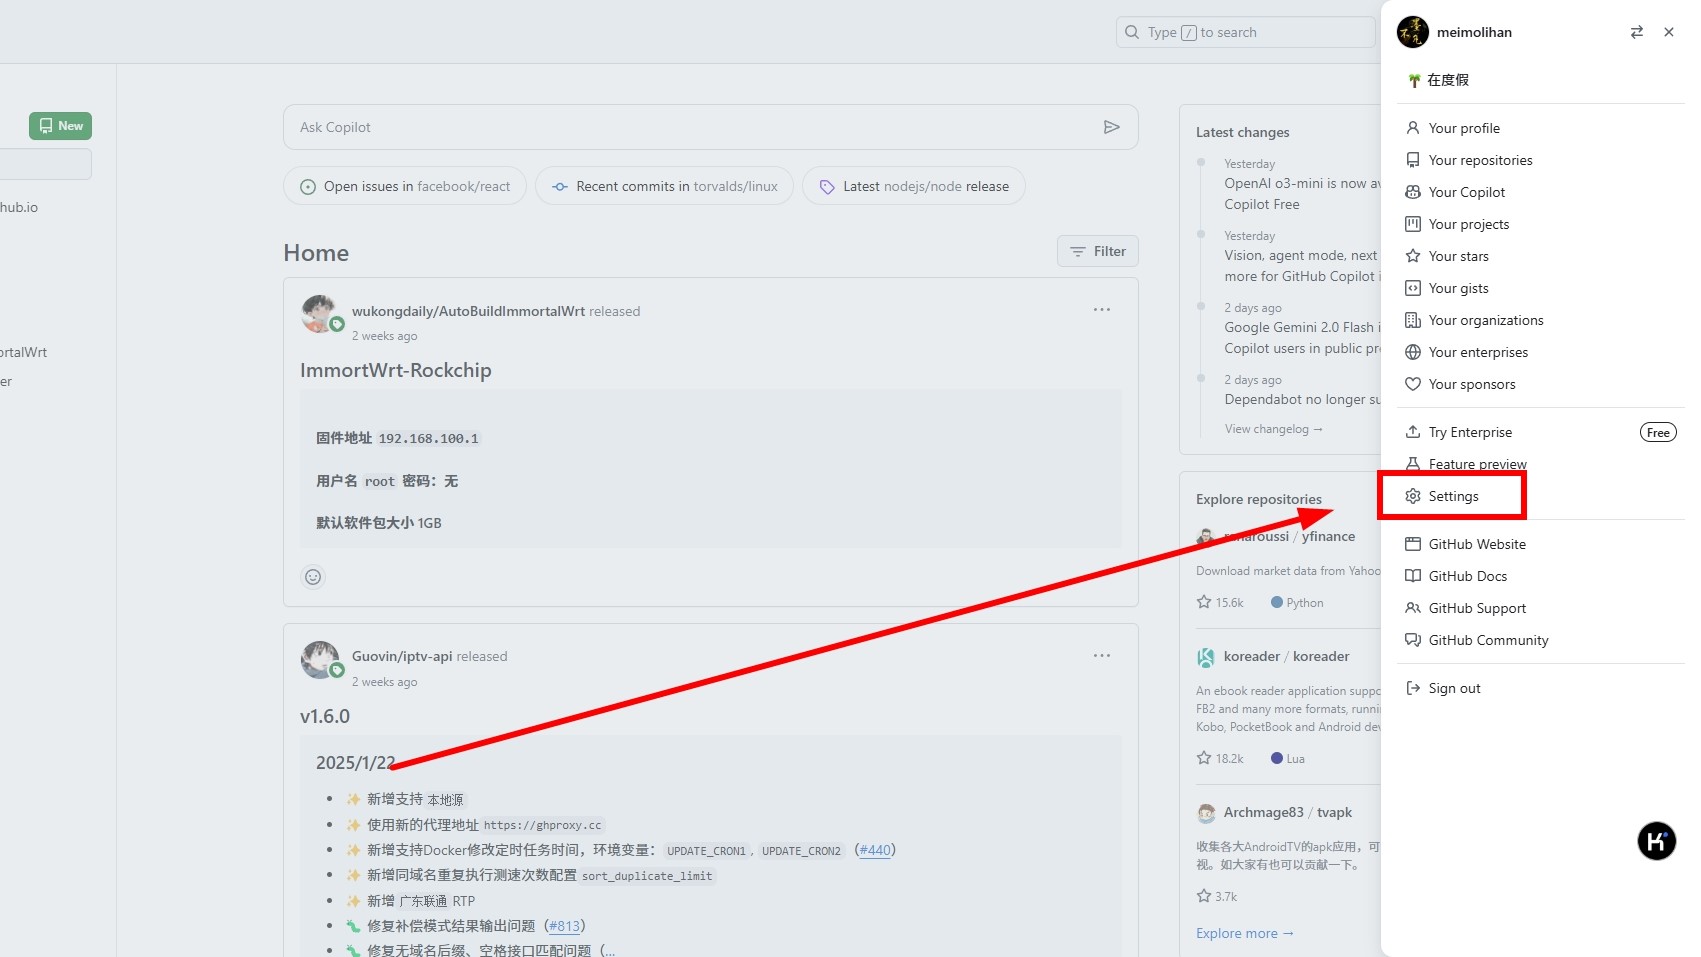 Type / to search
meimolihan
在度假
New
hub.io
ortalWrt
er
Ask Copilot
Open issues in facebook/react
Recent commits in torvalds/linux
Latest nodejs/node release
Home
Filter
wukongdaily/AutoBuildImmortalWrt released
2 weeks ago
ImmortWrt-Rockchip
固件地址 192.168.100.1
用户名 root 密码：无
默认软件包大小 1GB
Guovin/iptv-api released
2 weeks ago
v1.6.0
2025/1/22
新增支持 本地源
使用新的代理地址 https://ghproxy.cc
新增支持Docker修改定时任务时间，环境变量： UPDATE_CRON1, UPDATE_CRON2 （#440）
新增同域名重复执行测速次数配置 sort_duplicate_limit
新增 广东联通 RTP
修复补偿模式结果输出问题（#813）
修复无域名后缀、空格接口匹配问题（...
Latest changes
Yesterday
OpenAI o3-mini is now av
Copilot Free
Yesterday
Vision, agent mode, next
more for GitHub Copilot i
2 days ago
Google Gemini 2.0 Flash i
Copilot users in public pr
2 days ago
Dependabot no longer su
View changelog →
Explore repositories
ranaroussi / yfinance
Download market data from Yahoo
15.6k Python
koreader / koreader
An ebook reader application suppo
FB2 and many more formats, runni
Kobo, PocketBook and Android dev
18.2k Lua
Archmage83 / tvapk
收集各大AndroidTV的apk应用，可
视。如大家有也可以贡献一下。
3.7k
Explore more →
Your profile
Your repositories
Your Copilot
Your projects
Your stars
Your gists
Your organizations
Your enterprises
Your sponsors
Try Enterprise Free
Feature preview
Settings
GitHub Website
GitHub Docs
GitHub Support
GitHub Community
Sign out